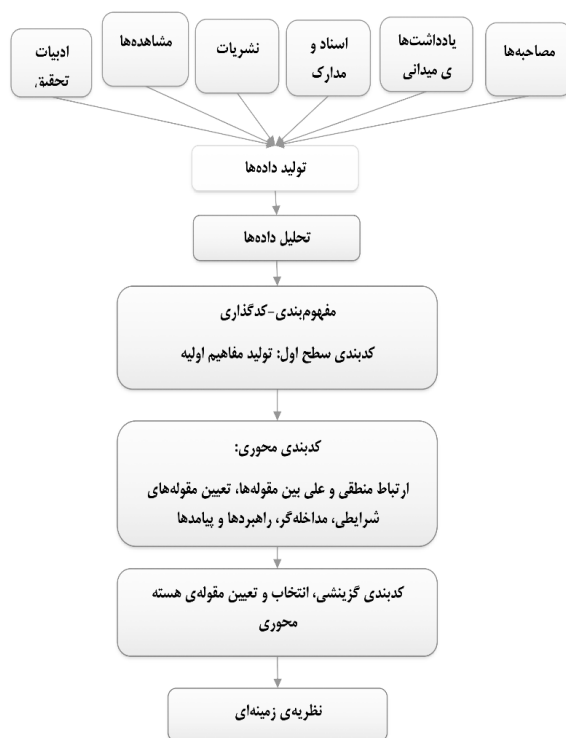 مصاحبه‌ها
یادداشت‌ها
ی میدانی
اسناد و
مدارک
نشریات
مشاهده‌ها
ادبیات
تحقیق
تولید داده‌ها
تحلیل داده‌ها
مفهوم‌بندی-کدگذاری
کدبندی سطح اول: تولید مفاهیم اولیه
کدبندی محوری:
ارتباط منطقی و علی بین مقوله‌ها، تعیین مقوله‌های
شرایطی، مداخله‌گر، راهبردها و پیامدها
کدبندی گزینشی، انتخاب و تعیین مقوله‌ی هسته
محوری
نظریه‌ی زمینه‌ای